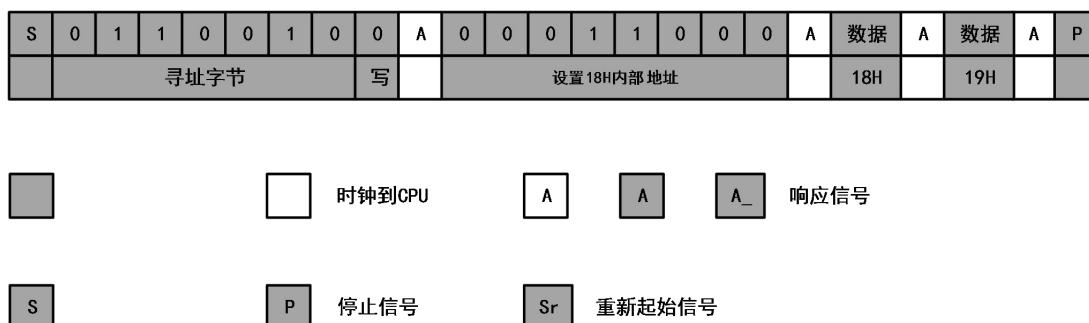 S 0 1 1 0 0 1 0 0 A 0 0 0 1 1 0 0 0 A 数据 A 数据 A P
寻址字节 写 设置18H内部地址 18H 19H
时钟到CPU A A A_ 响应信号
S P 停止信号 Sr 重新起始信号